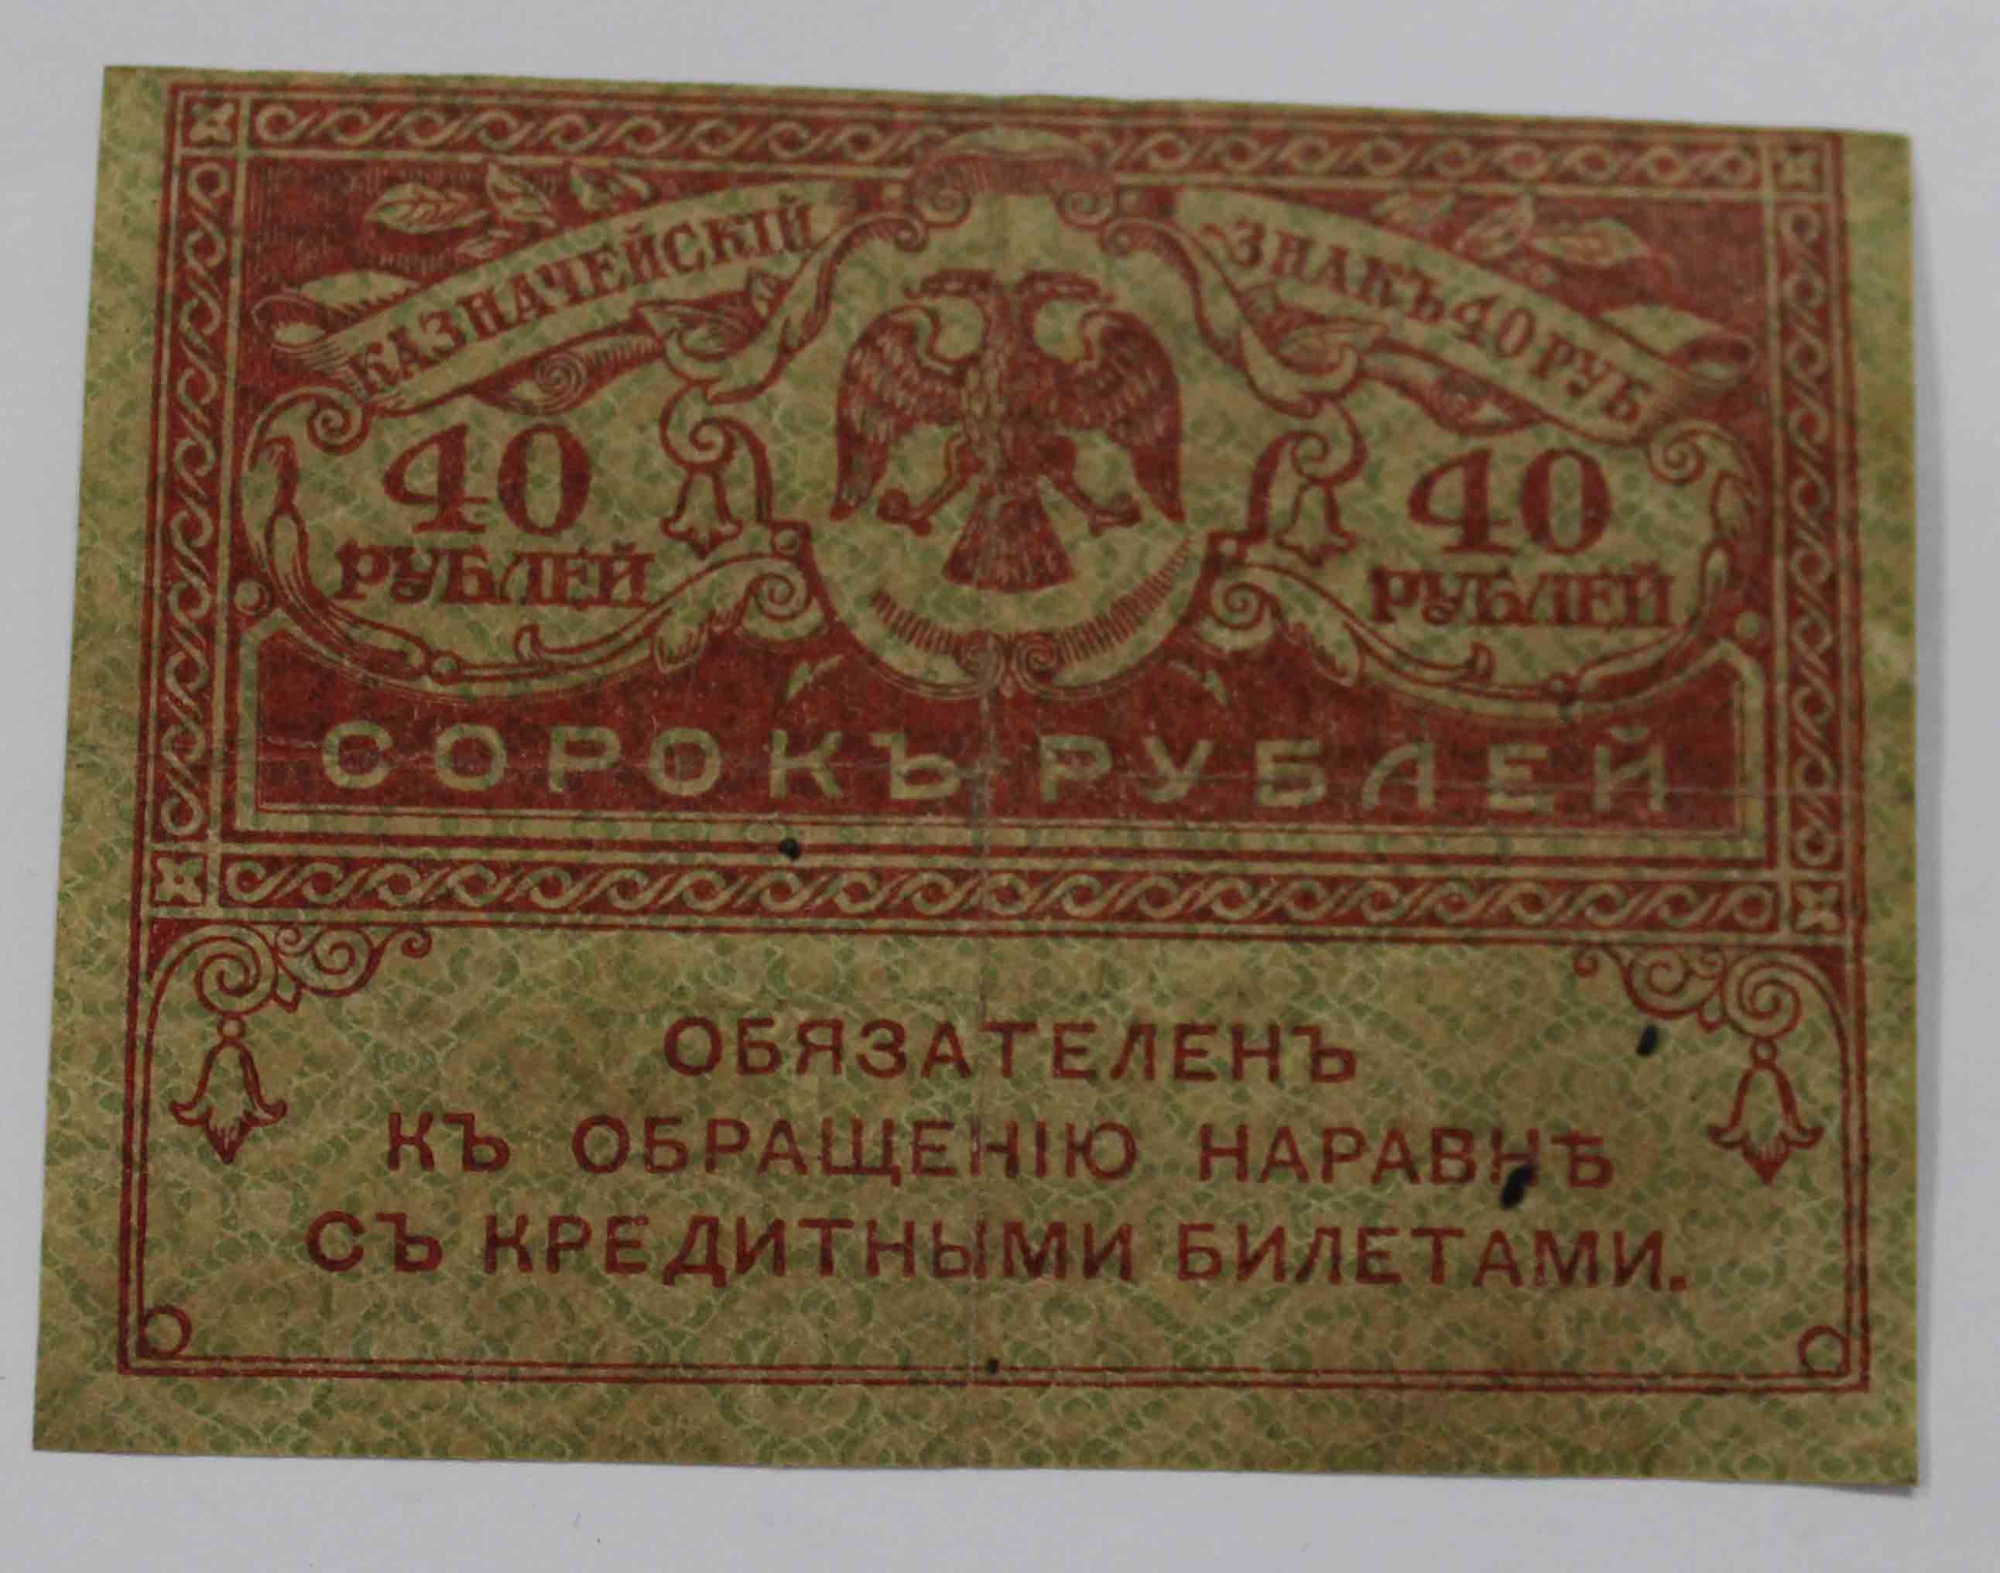 КАЗНАЧЕЙСКІЙ ЗНАКЪ 40 РУБ
40 40
РУБЛЕЙ РУБЛЕЙ
СОРОКЪ РУБЛЕЙ
ОБЯЗАТЕЛЕНЪ
КЪ ОБРАЩЕНІЮ НАРАВНѢ
СЪ КРЕДИТНЫМИ БИЛЕТАМИ.